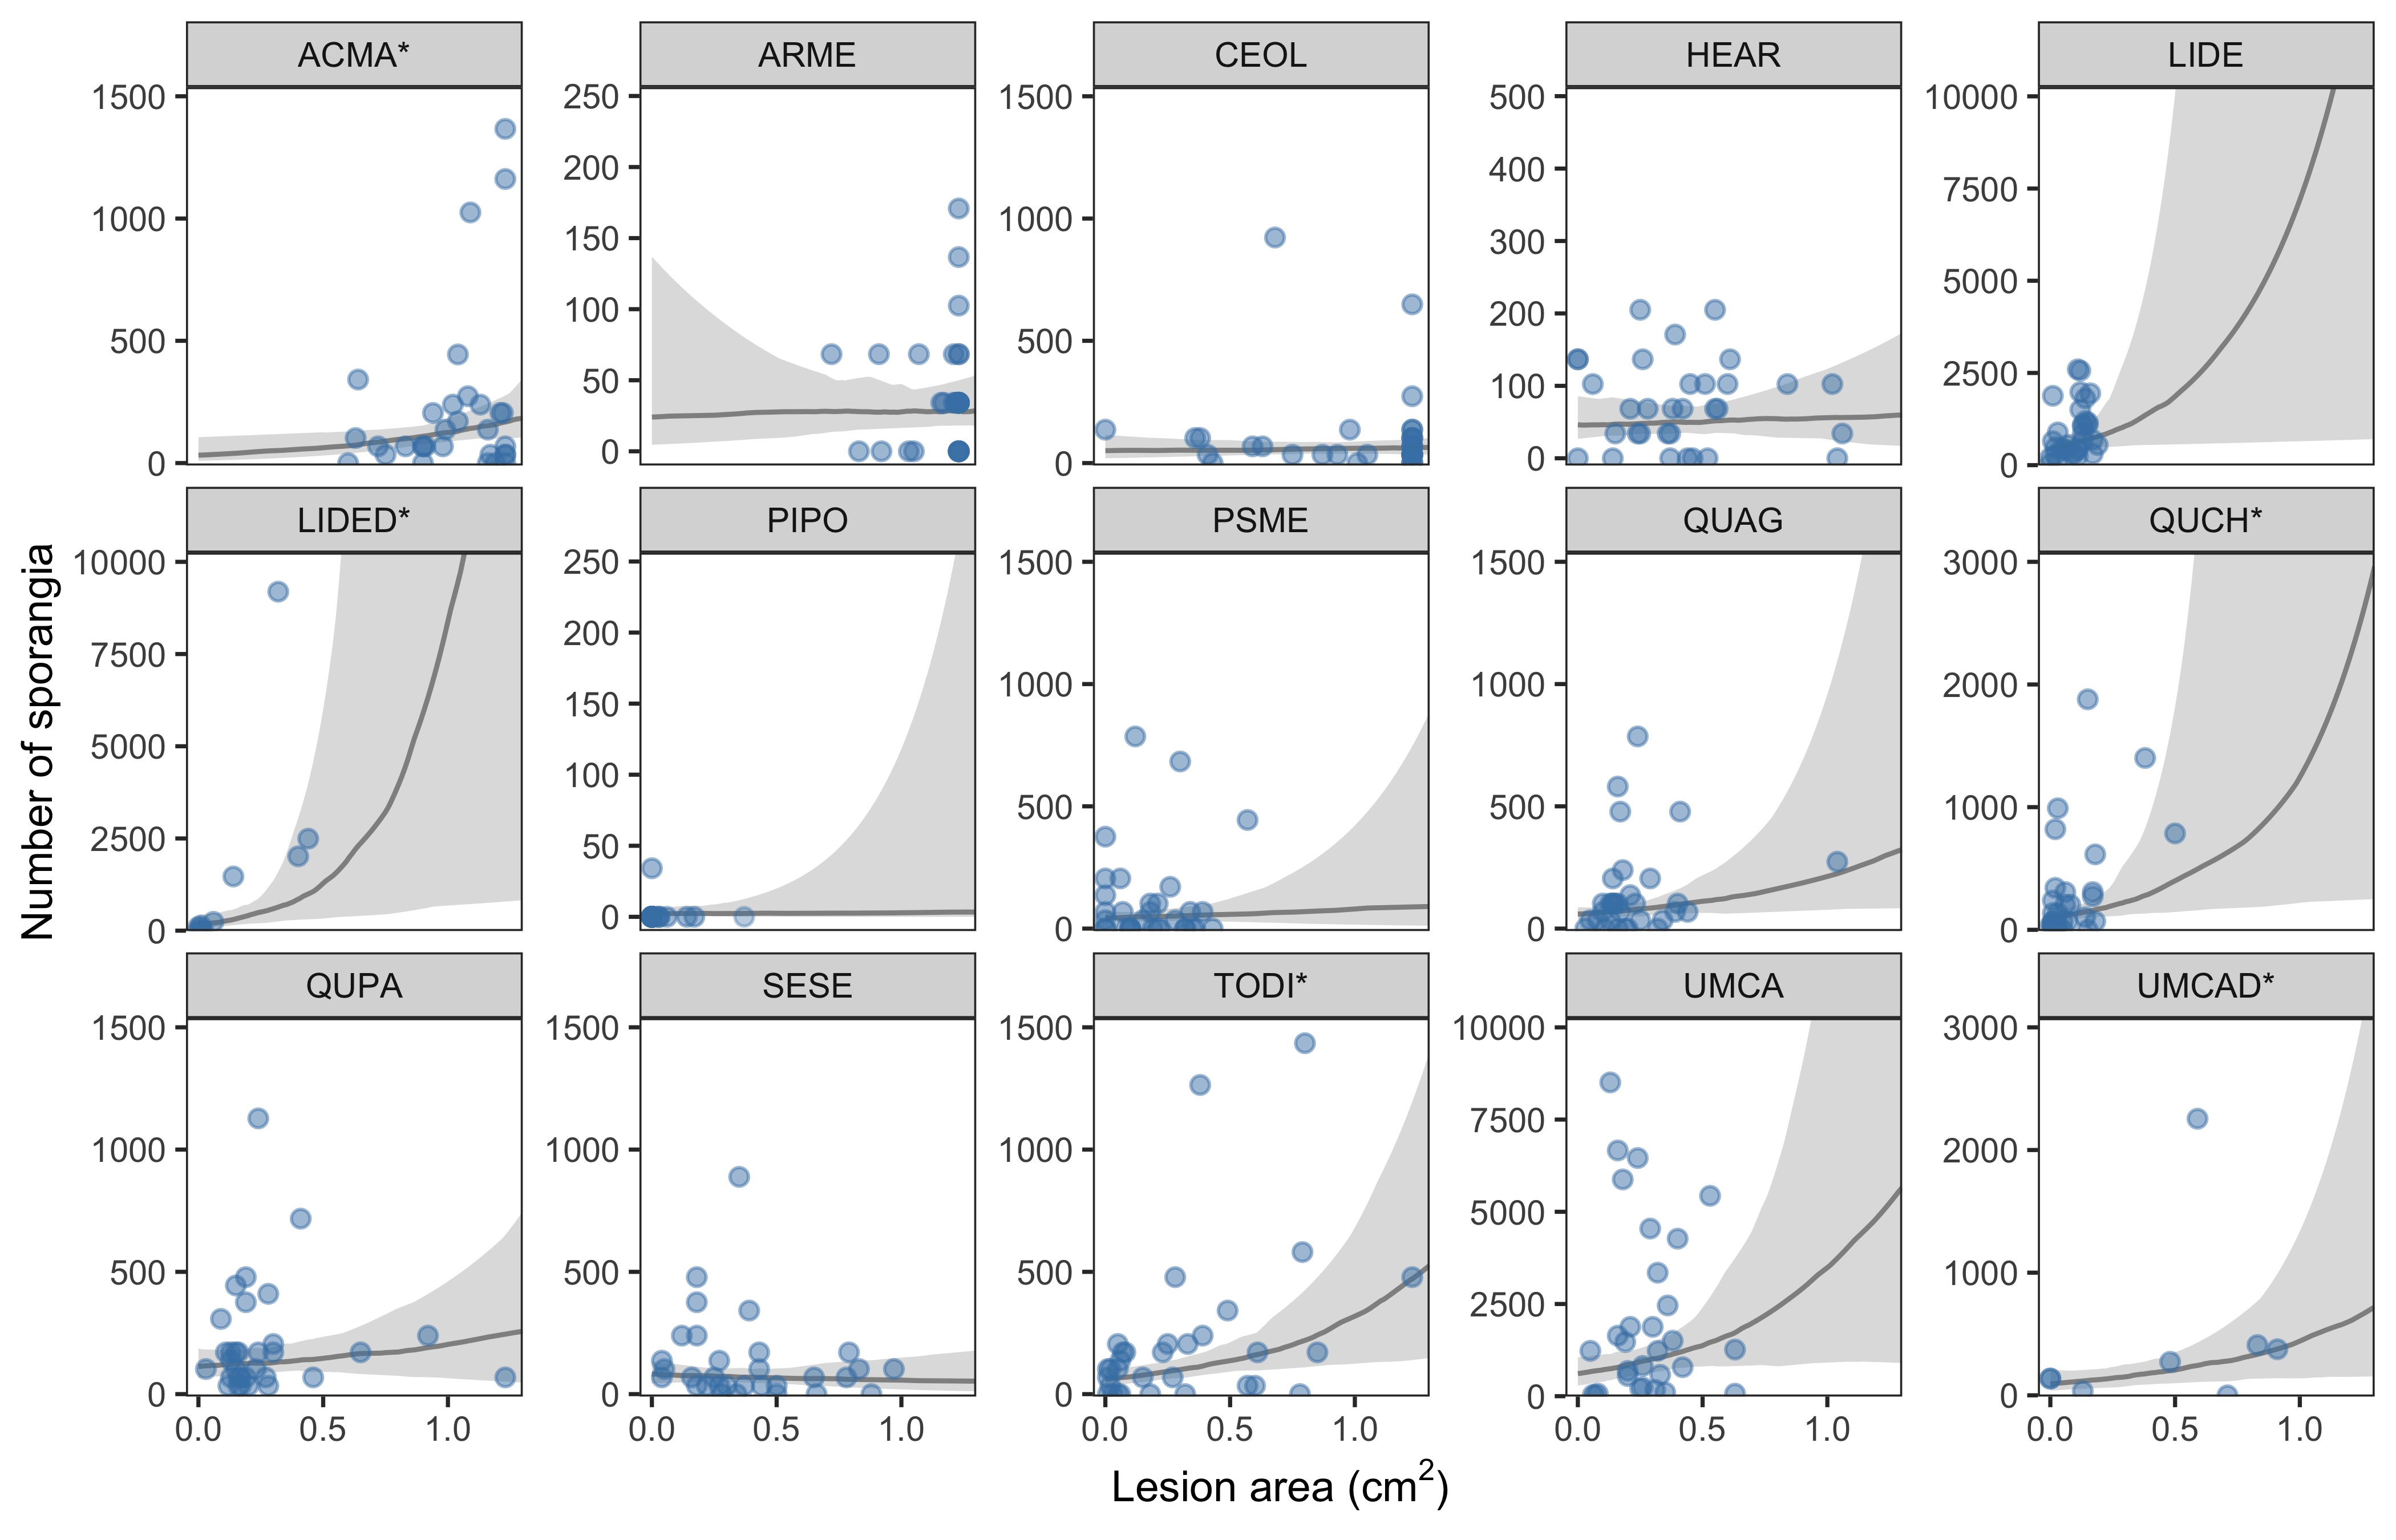 ACMA* ARME CEOL HEAR LIDE
1500 1000 500 0
250 200 150 100 50 0
1500 1000 500 0
500 400 300 200 100 0
10000 7500 5000 2500 0
Number of sporangia
LIDED* PIPO PSME QUAG QUCH*
10000 7500 5000 2500 0
250 200 150 100 50 0
1500 1000 500 0
1500 1000 500 0
3000 2000 1000 0
QUPA SESE TODI* UMCA UMCAD*
1500 1000 500 0
1500 1000 500 0
1500 1000 500 0
10000 7500 5000 2500 0
3000 2000 1000 0
0.0 0.5 1.0 0.0 0.5 1.0 0.0 0.5 1.0 0.0 0.5 1.0 0.0 0.5 1.0
Lesion area (cm²)